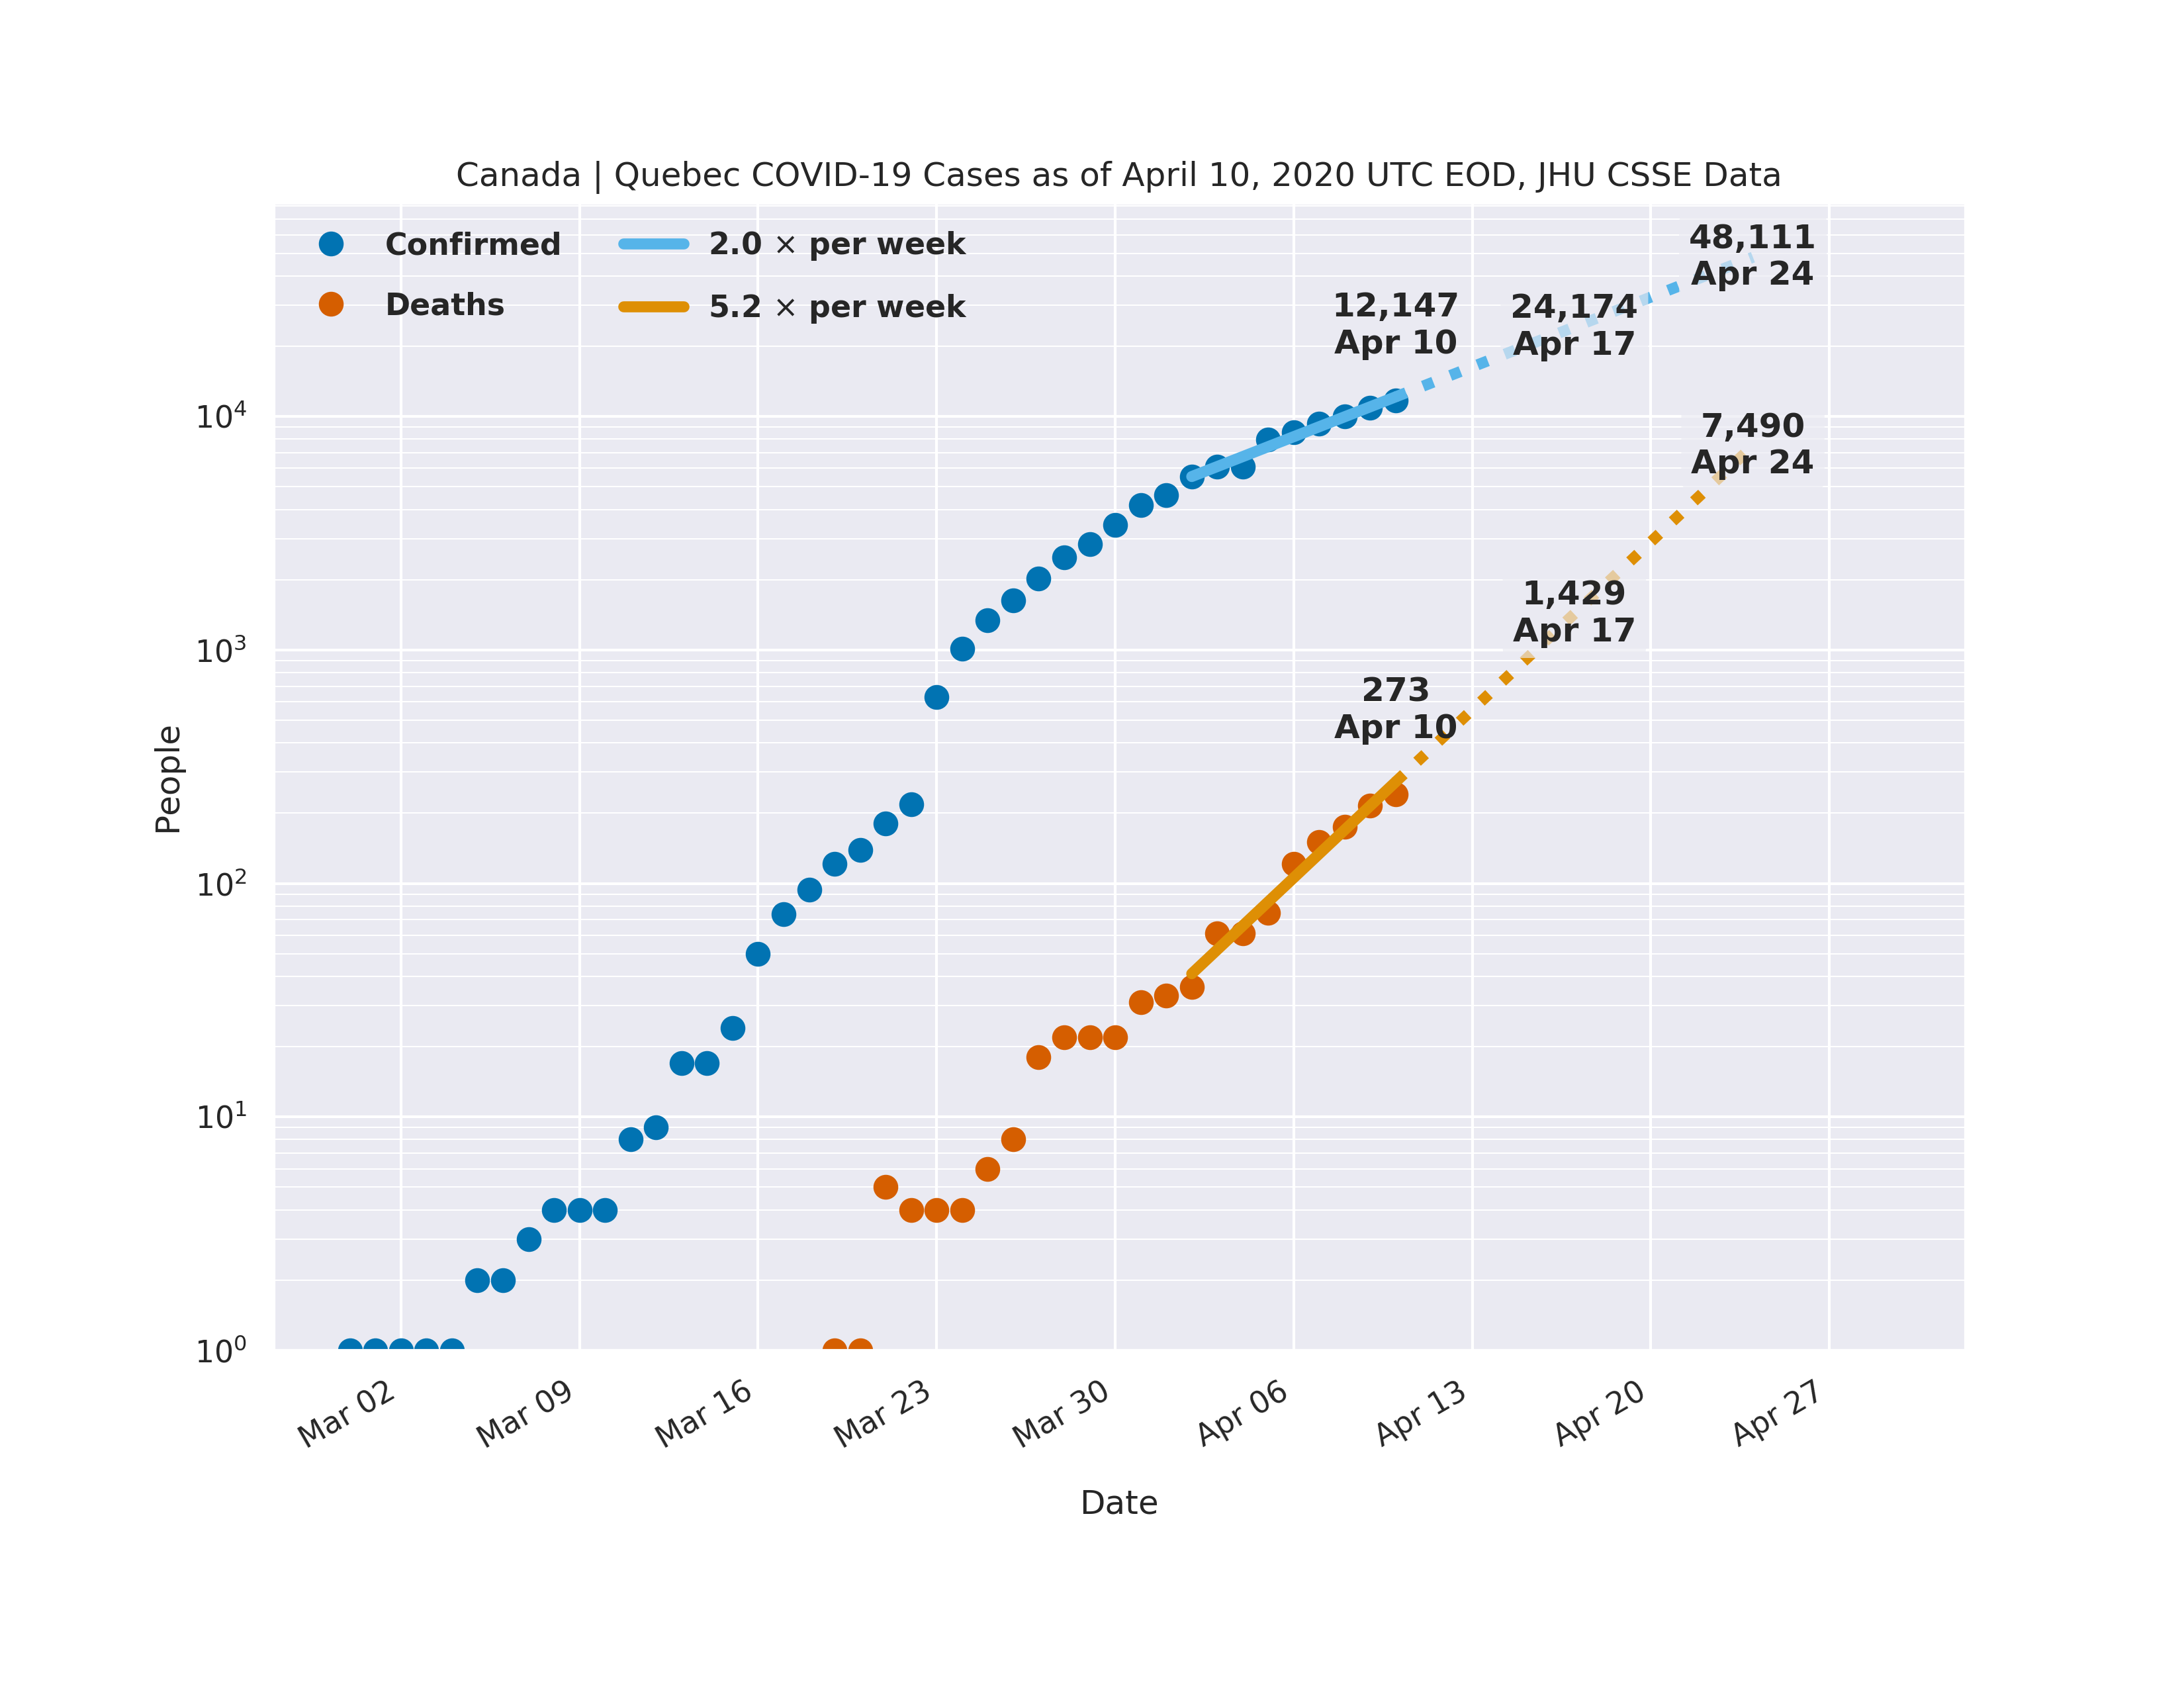 Canada | Quebec COVID-19 Cases as of April 10, 2020 UTC EOD, JHU CSSE Data
Confirmed
Deaths
2.0 × per week
5.2 × per week
48,111
Apr 24
12,147
Apr 10
24,174
Apr 17
7,490
Apr 24
1,429
Apr 17
273
Apr 10
People
10⁴
10³
10²
10¹
10⁰
Mar 02
Mar 09
Mar 16
Mar 23
Mar 30
Apr 06
Apr 13
Apr 20
Apr 27
Date